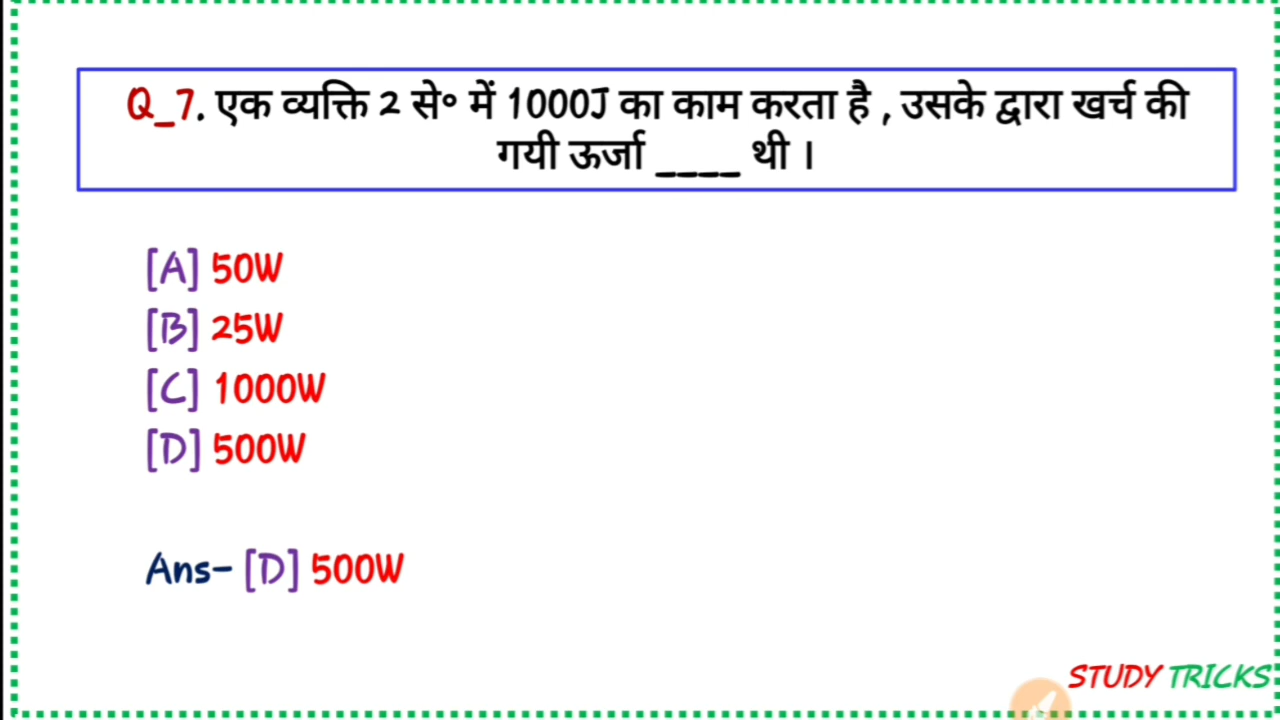 Q_7. एक व्यक्ति 2 से॰ में 1000J का काम करता है , उसके द्वारा खर्च की
गयी ऊर्जा ____ थी ।
[A] 50W
[B] 25W
[C] 1000W
[D] 500W
Ans- [D] 500W
STUDY TRICKS